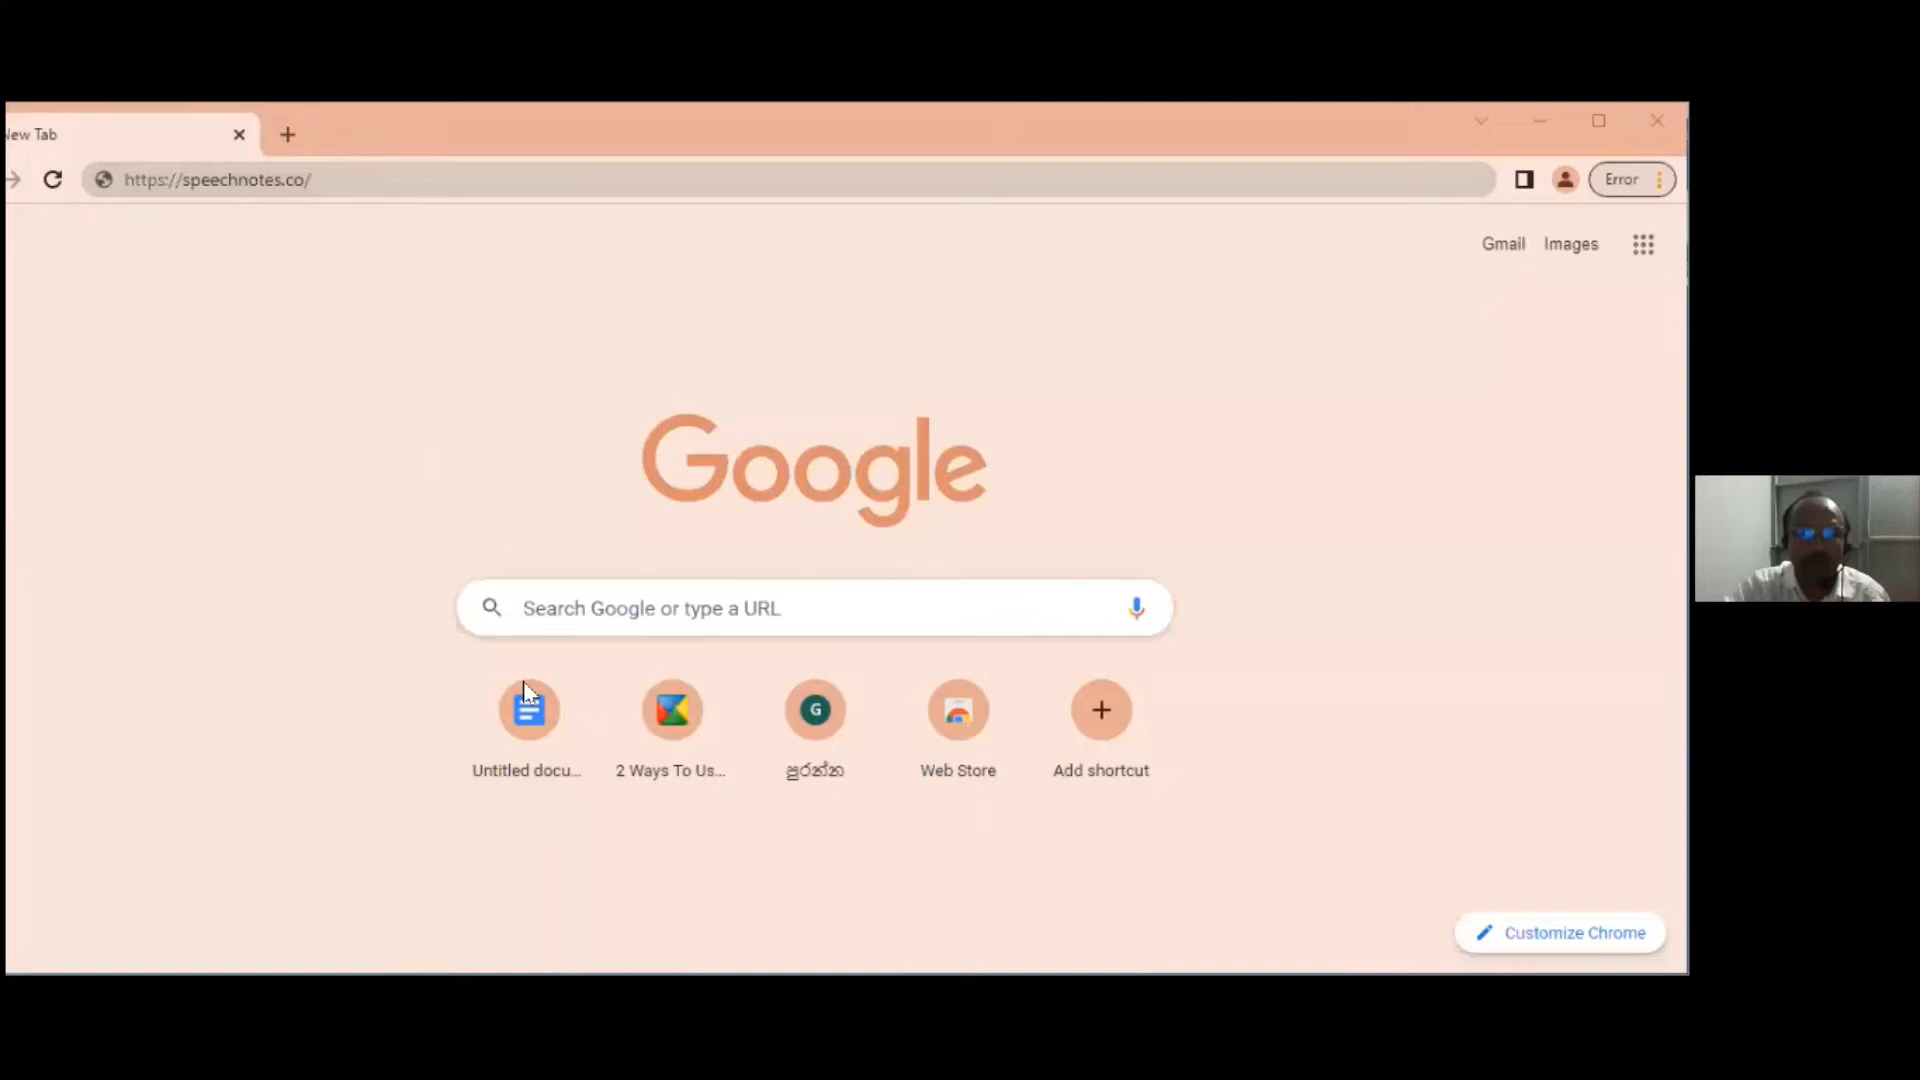 New Tab
https://speechnotes.co/
Error
Gmail Images
Google
Search Google or type a URL
Untitled docu...
2 Ways To Us...
G
පුරන්න
Web Store
Add shortcut
Customize Chrome